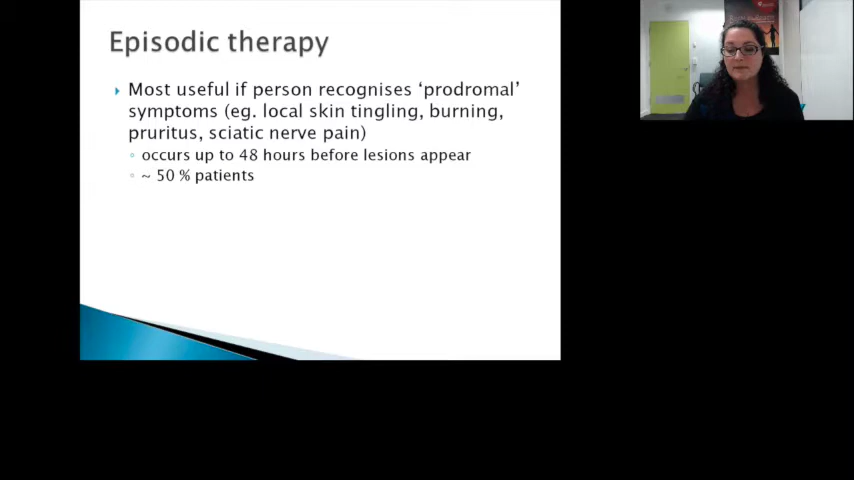 Episodic therapy
Most useful if person recognises ‘prodromal’
symptoms (eg. local skin tingling, burning,
pruritus, sciatic nerve pain)
occurs up to 48 hours before lesions appear
~ 50 % patients